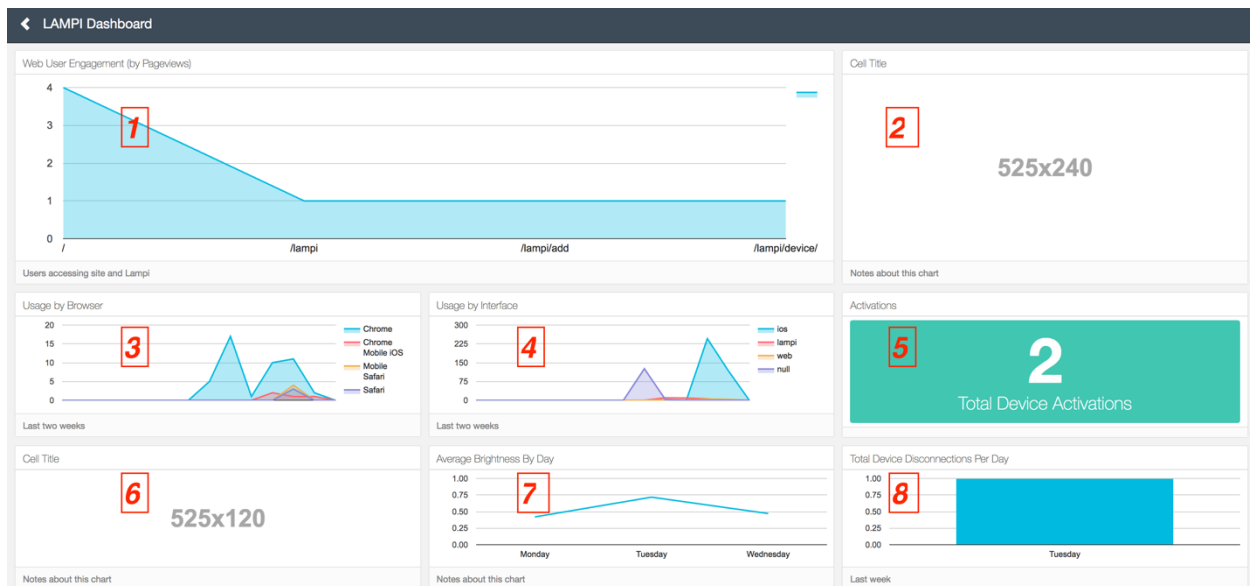 LAMPI Dashboard
Web User Engagement (by Pageviews)
4
3
2
1
0
/
/lampi
/lampi/add
/lampi/device/
1
Users accessing site and Lampi
Cell Title
2
525x240
Notes about this chart
Usage by Browser
20
15
10
5
0
3
Chrome
Chrome
Mobile iOS
Mobile
Safari
Safari
Last two weeks
Usage by Interface
300
225
150
75
0
4
ios
lampi
web
null
Last two weeks
Activations
5
2
Total Device Activations
Cell Title
6
525x120
Notes about this chart
Average Brightness By Day
1.00
0.75
0.50
0.25
0.00
7
Monday
Tuesday
Wednesday
Notes about this chart
Total Device Disconnections Per Day
1.00
0.75
0.50
0.25
0.00
8
Tuesday
Last week